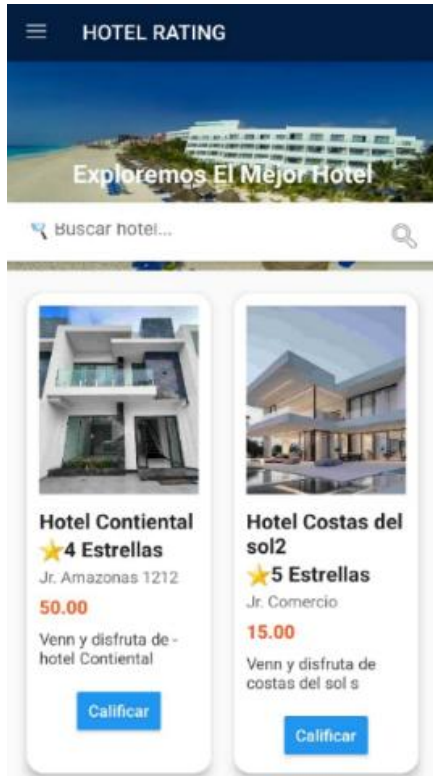 HOTEL RATING
Exploremos El Mejor Hotel
Buscar hotel...
Hotel Contiental
4 Estrellas
Jr. Amazonas 1212
50.00
Venn y disfruta de -
hotel Contiental
Calificar
Hotel Costas del
sol2
5 Estrellas
Jr. Comercio
15.00
Venn y disfruta de
costas del sol s
Calificar